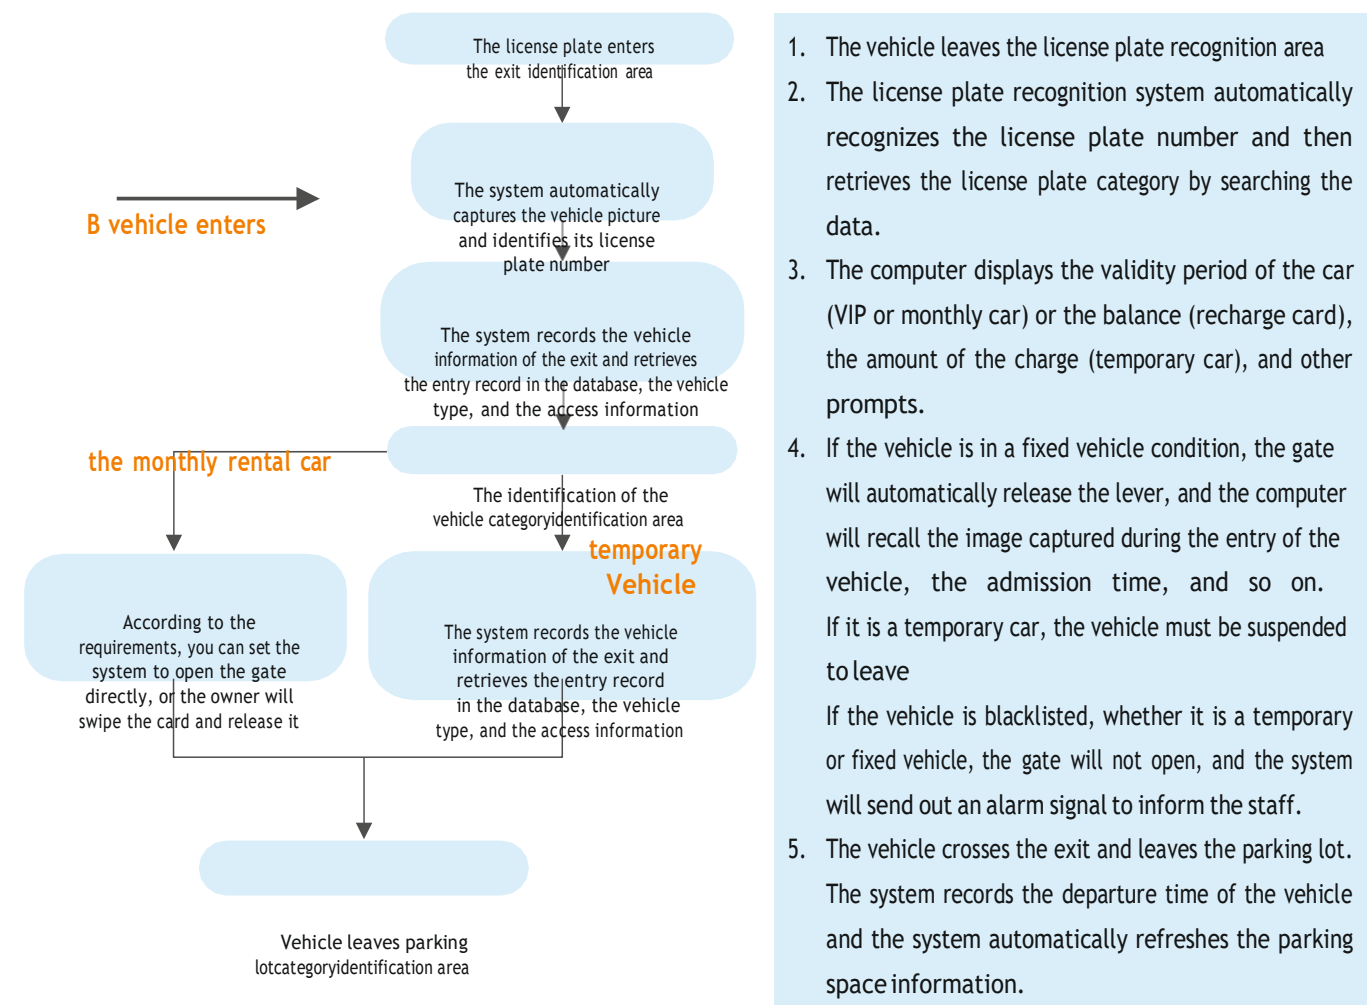 The license plate enters
the exit identification area
The system automatically
captures the vehicle picture
and identifies its license
plate number
B vehicle enters
The system records the vehicle
information of the exit and retrieves
the entry record in the database, the vehicle
type, and the access information
the monthly rental car
The identification of the
vehicle categoryidentification area
temporary
Vehicle
According to the
requirements, you can set the
system to open the gate
directly, or the owner will
swipe the card and release it
The system records the vehicle
information of the exit and
retrieves the entry record
in the database, the vehicle
type, and the access information
Vehicle leaves parking
lotcategoryidentification area
1. The vehicle leaves the license plate recognition area
2. The license plate recognition system automatically
recognizes the license plate number and then
retrieves the license plate category by searching the
data.
3. The computer displays the validity period of the car
(VIP or monthly car) or the balance (recharge card),
the amount of the charge (temporary car), and other
prompts.
4. If the vehicle is in a fixed vehicle condition, the gate
will automatically release the lever, and the computer
will recall the image captured during the entry of the
vehicle, the admission time, and so on.
If it is a temporary car, the vehicle must be suspended
to leave
If the vehicle is blacklisted, whether it is a temporary
or fixed vehicle, the gate will not open, and the system
will send out an alarm signal to inform the staff.
5. The vehicle crosses the exit and leaves the parking lot.
The system records the departure time of the vehicle
and the system automatically refreshes the parking
space information.